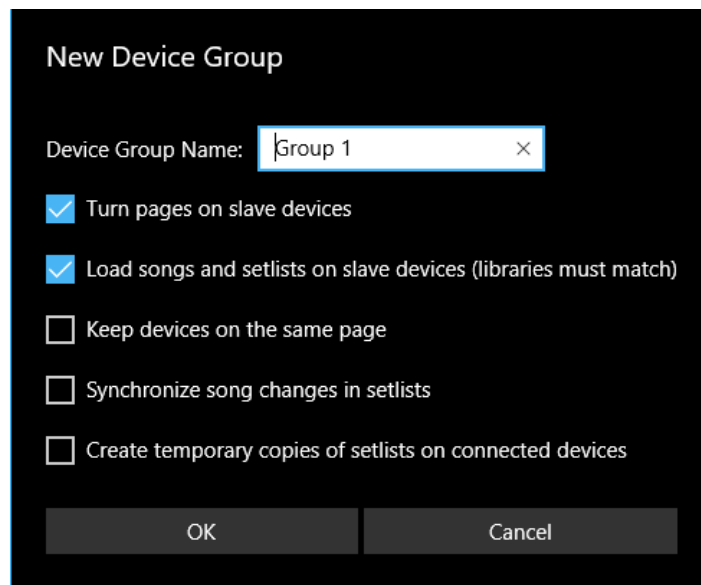 New Device Group
Device Group Name: Group 1
Turn pages on slave devices
Load songs and setlists on slave devices (libraries must match)
Keep devices on the same page
Synchronize song changes in setlists
Create temporary copies of setlists on connected devices
OK Cancel